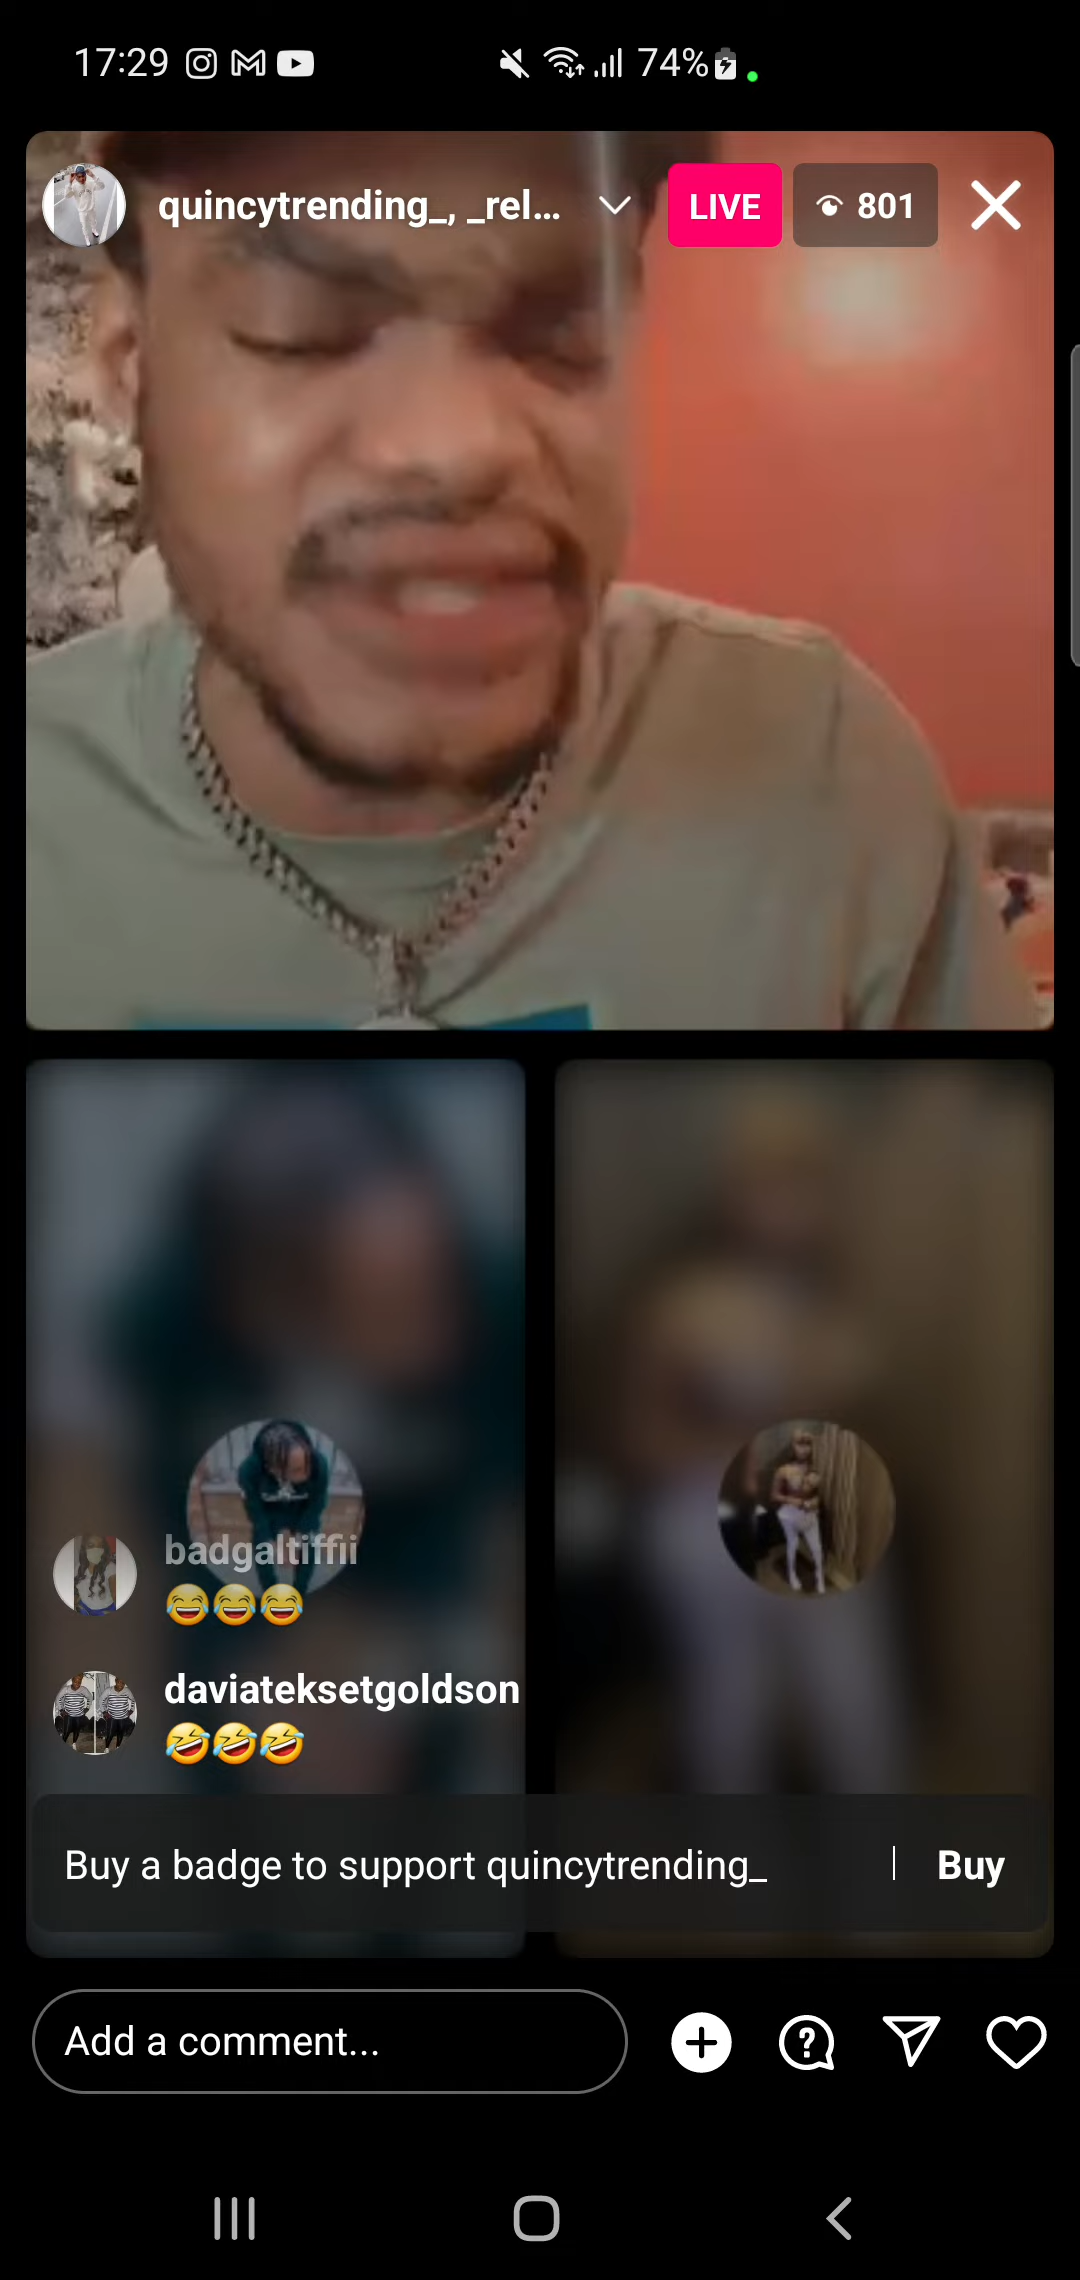 17:29 74%
quincytrending_, _rel... LIVE 801
badgaltiffii
😂😂😂
daviateksetgoldson
🤣🤣🤣
Buy a badge to support quincytrending_ | Buy
Add a comment...